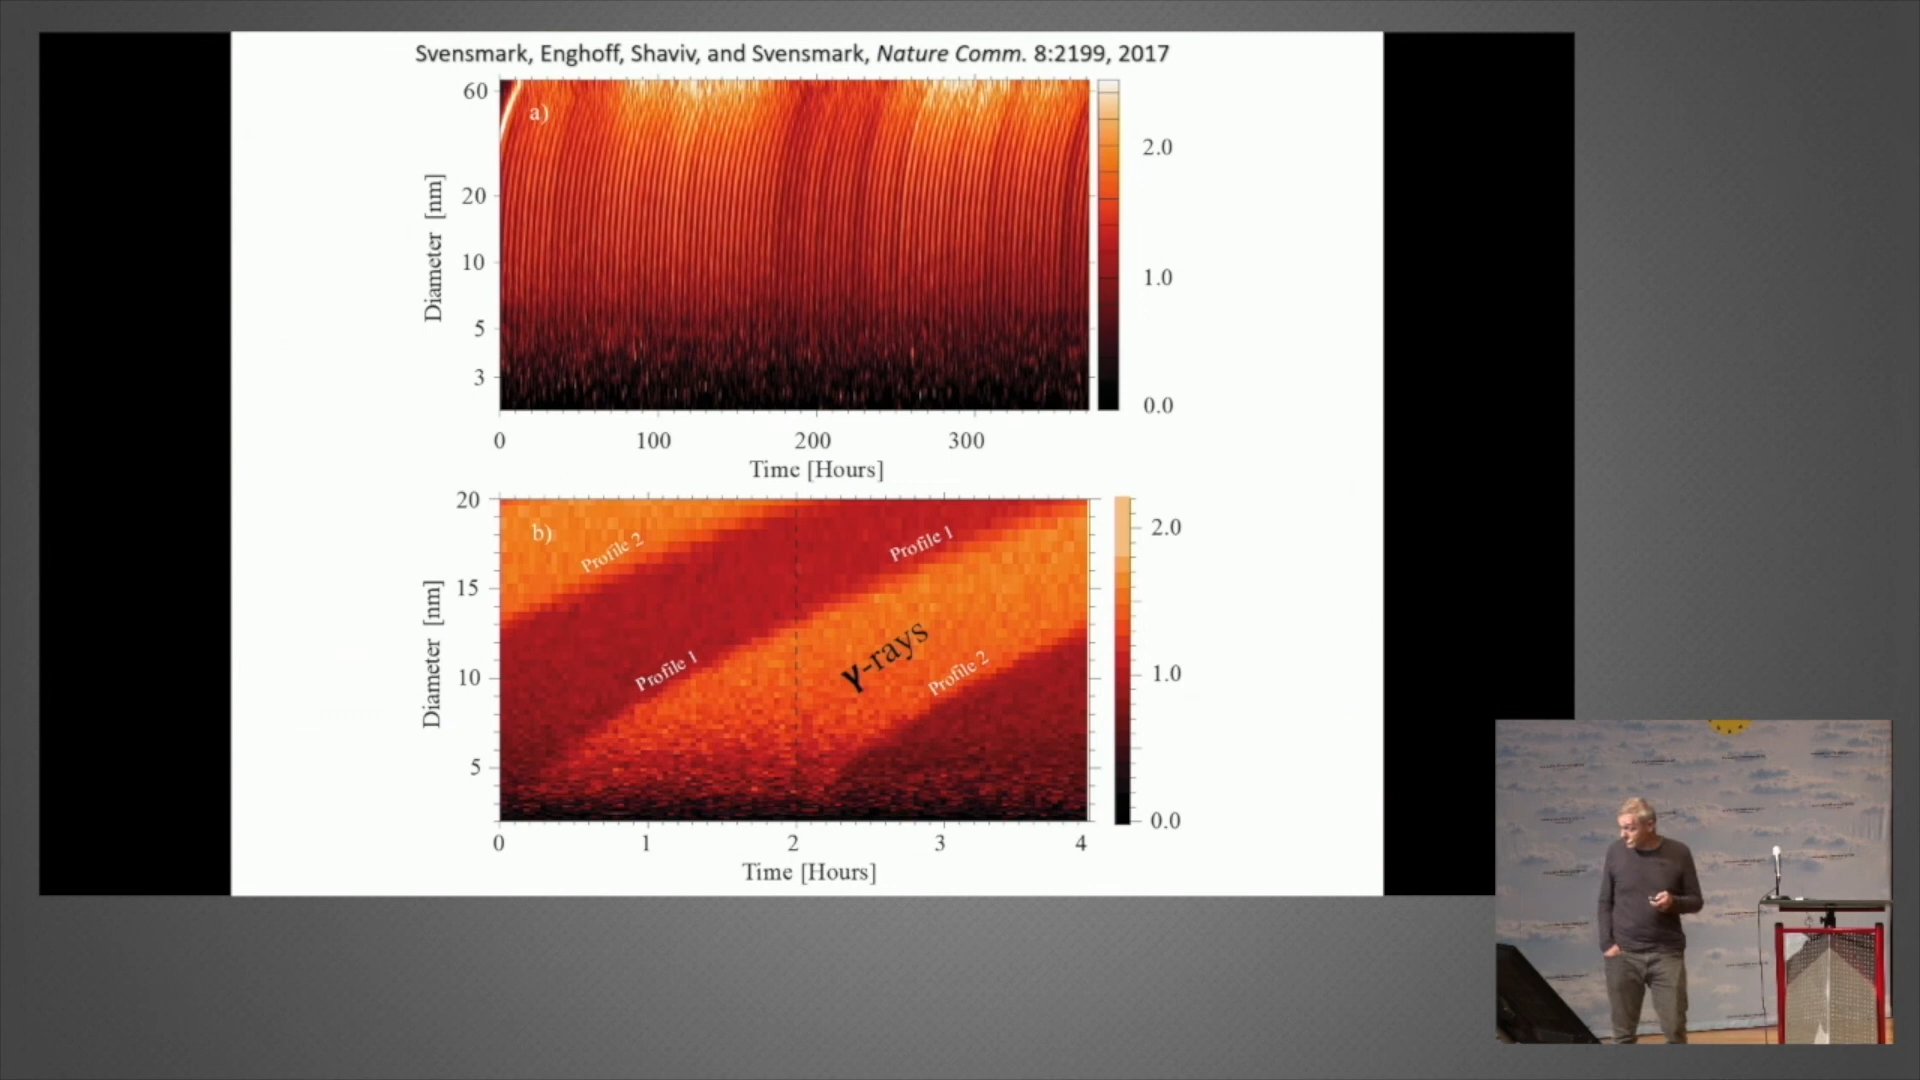 Svensmark, Enghoff, Shaviv, and Svensmark, Nature Comm. 8:2199, 2017
a)
Diameter [nm]
60
20
10
5
3
0 100 200 300
Time [Hours]
2.0
1.0
0.0
b)
Diameter [nm]
20
15
10
5
Profile 2
Profile 1
Profile 1
γ-rays
Profile 2
0 1 2 3 4
Time [Hours]
2.0
1.0
0.0